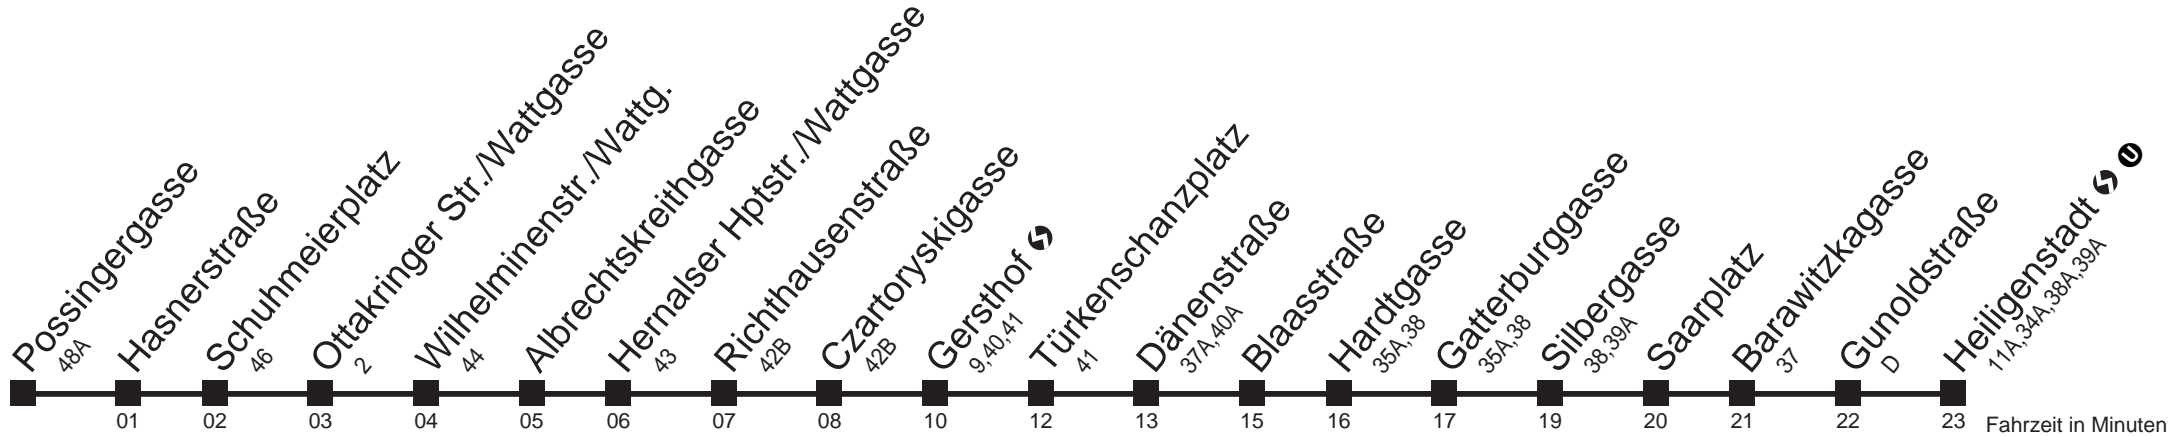 Possingergasse
48A
Hasnerstraße
Schuhmeierplatz
46
Ottakringer Str./Wattgasse
2
Wilhelminenstr./Wattg.
44
Albrechtskreithgasse
Hernalser Hptstr./Wattgasse
43
Richthausenstraße
42B
Czartoryskigasse
42B
Gersthof
9,40,41
Türkenschanzplatz
41
Dänenstraße
37A,40A
Blaasstraße
Hardtgasse
35A,38
Gatterburggasse
35A,38
Silbergasse
38,39A
Saarplatz
Barawitzkagasse
37
Gunoldstraße
D
Heiligenstadt U
11A,34A,38A,39A
01 02 03 04 05 06 07 08 10 12 13 15 16 17 19 20 21 22 23 Fahrzeit in Minuten